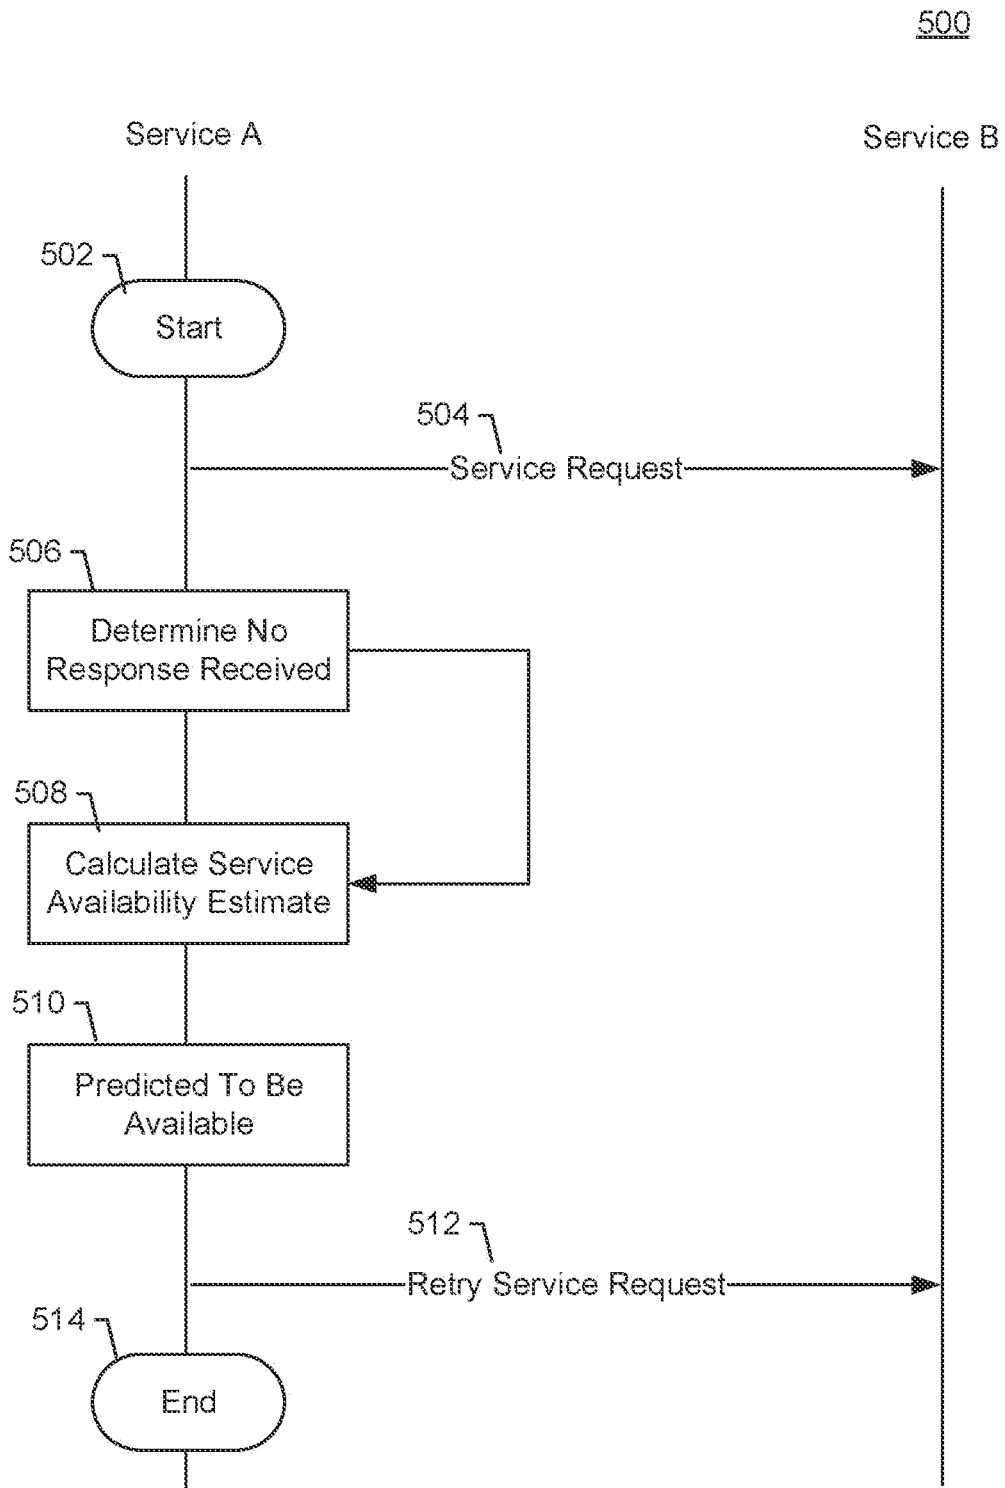 500
Service A
Service B
502
Start
504
Service Request
506
Determine No
Response Received
508
Calculate Service
Availability Estimate
510
Predicted To Be
Available
512
Retry Service Request
514
End